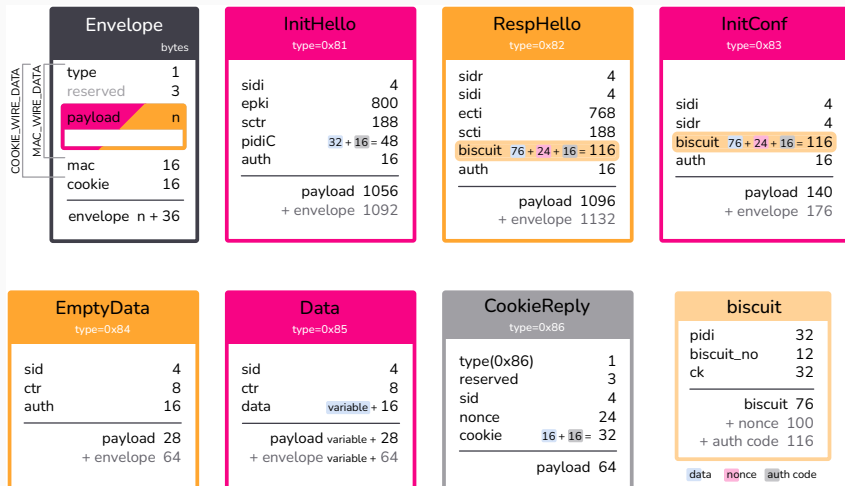 Envelope
bytes
type 1
reserved 3
payload n
mac 16
cookie 16
envelope n + 36
COOKIE_WIRE_DATA
MAC_WIRE_DATA
InitHello
type=0x81
sidi 4
epki 800
sctr 188
pidiC 32 + 16 = 48
auth 16
payload 1056
+ envelope 1092
RespHello
type=0x82
sidr 4
sidi 4
ecti 768
scti 188
biscuit 76 + 24 + 16 = 116
auth 16
payload 1096
+ envelope 1132
InitConf
type=0x83
sidi 4
sidr 4
biscuit 76 + 24 + 16 = 116
auth 16
payload 140
+ envelope 176
EmptyData
type=0x84
sid 4
ctr 8
auth 16
payload 28
+ envelope 64
Data
type=0x85
sid 4
ctr 8
data variable + 16
payload variable + 28
+ envelope variable + 64
CookieReply
type=0x86
type(0x86) 1
reserved 3
sid 4
nonce 24
cookie 16 + 16 = 32
payload 64
biscuit
pidi 32
biscuit_no 12
ck 32
biscuit 76
+ nonce 100
+ auth code 116
data nonce auth code